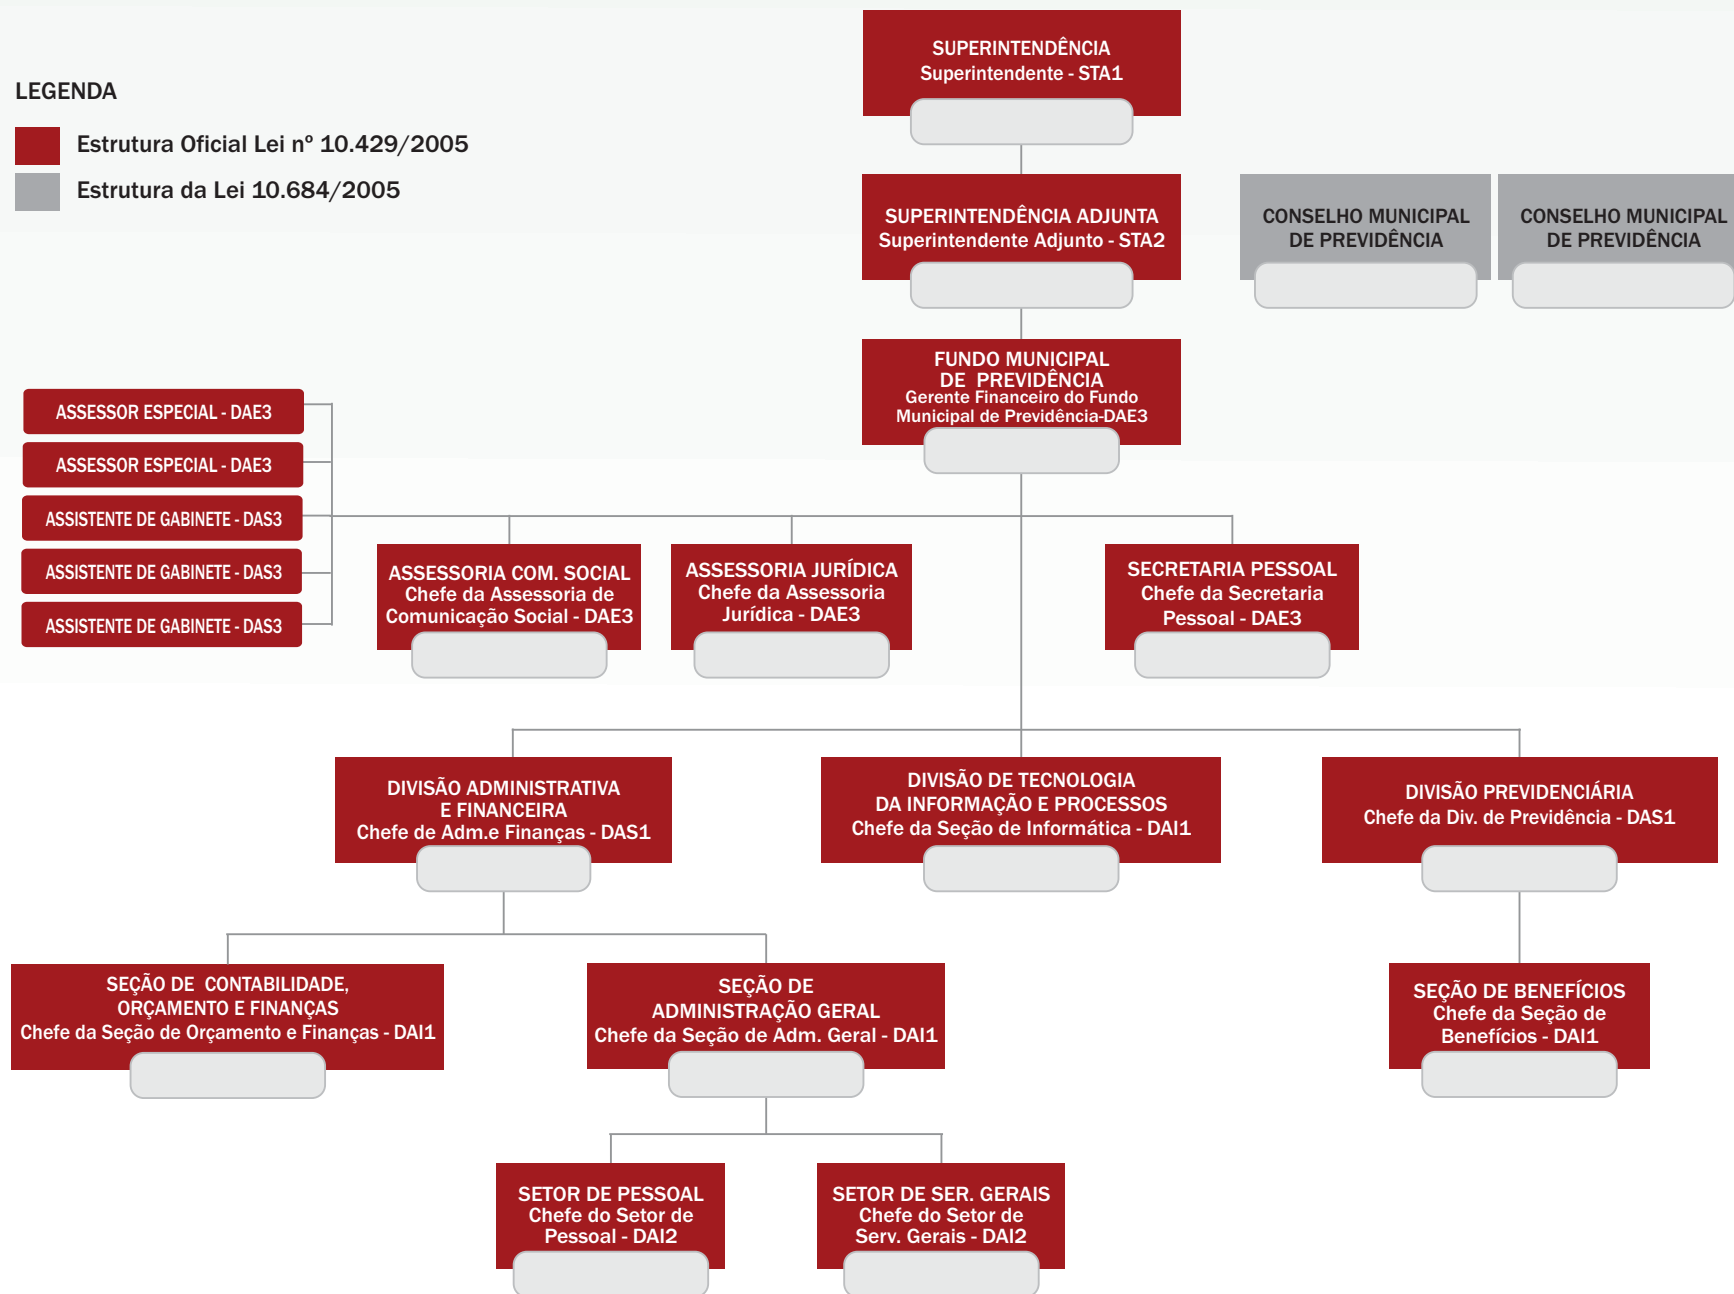 SUPERINTENDÊNCIA
Superintendente - STA1
LEGENDA
Estrutura Oficial Lei nº 10.429/2005
Estrutura da Lei 10.684/2005
SUPERINTENDÊNCIA ADJUNTA
Superintendente Adjunto - STA2
CONSELHO MUNICIPAL
DE PREVIDÊNCIA
CONSELHO MUNICIPAL
DE PREVIDÊNCIA
FUNDO MUNICIPAL
DE PREVIDÊNCIA
Gerente Financeiro do Fundo
Municipal de Previdência-DAE3
ASSESSOR ESPECIAL - DAE3
ASSESSOR ESPECIAL - DAE3
ASSISTENTE DE GABINETE - DAS3
ASSISTENTE DE GABINETE - DAS3
ASSISTENTE DE GABINETE - DAS3
ASSESSORIA COM. SOCIAL
Chefe da Assessoria de
Comunicação Social - DAE3
ASSESSORIA JURÍDICA
Chefe da Assessoria
Jurídica - DAE3
SECRETARIA PESSOAL
Chefe da Secretaria
Pessoal - DAE3
DIVISÃO ADMINISTRATIVA
E FINANCEIRA
Chefe de Adm.e Finanças - DAS1
DIVISÃO DE TECNOLOGIA
DA INFORMAÇÃO E PROCESSOS
Chefe da Seção de Informática - DAI1
DIVISÃO PREVIDENCIÁRIA
Chefe da Div. de Previdência - DAS1
SEÇÃO DE CONTABILIDADE,
ORÇAMENTO E FINANÇAS
Chefe da Seção de Orçamento e Finanças - DAI1
SEÇÃO DE
ADMINISTRAÇÃO GERAL
Chefe da Seção de Adm. Geral - DAI1
SEÇÃO DE BENEFÍCIOS
Chefe da Seção de
Benefícios - DAI1
SETOR DE PESSOAL
Chefe do Setor de
Pessoal - DAI2
SETOR DE SER. GERAIS
Chefe do Setor de
Serv. Gerais - DAI2